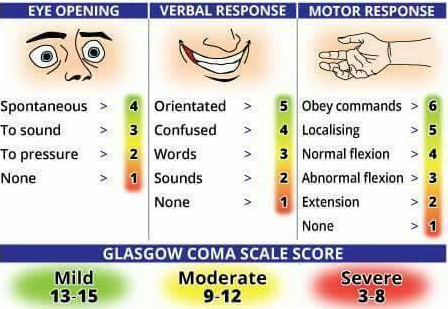 EYE OPENING
Spontaneous > 4
To sound > 3
To pressure > 2
None > 1
VERBAL RESPONSE
Orientated > 5
Confused > 4
Words > 3
Sounds > 2
None > 1
MOTOR RESPONSE
Obey commands > 6
Localising > 5
Normal flexion > 4
Abnormal flexion > 3
Extension > 2
None > 1
GLASGOW COMA SCALE SCORE
Mild
13-15
Moderate
9-12
Severe
3-8